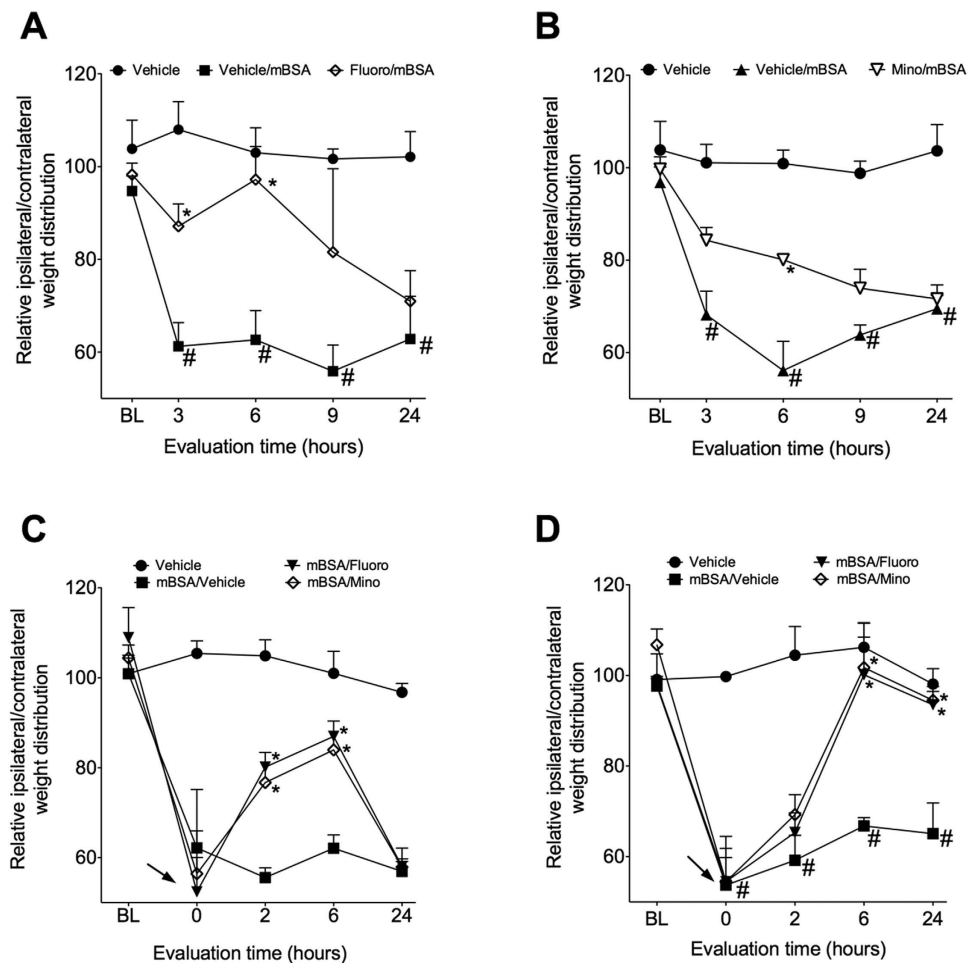 A
Vehicle Vehicle/mBSA Fluoro/mBSA
120
100
80
60
Relative ipsilateral/contralateral
weight distribution
* *
# # # #
BL 3 6 9 24
Evaluation time (hours)
B
Vehicle Vehicle/mBSA Mino/mBSA
120
100
80
60
Relative ipsilateral/contralateral
weight distribution
*
# # # #
BL 3 6 9 24
Evaluation time (hours)
C
Vehicle mBSA/Fluoro
mBSA/Vehicle mBSA/Mino
120
100
80
60
Relative ipsilateral/contralateral
weight distribution
* *
* *
BL 0 2 6 24
Evaluation time (hours)
D
Vehicle mBSA/Fluoro
mBSA/Vehicle mBSA/Mino
120
100
80
60
Relative ipsilateral/contralateral
weight distribution
* *
* *
# # # #
BL 0 2 6 24
Evaluation time (hours)